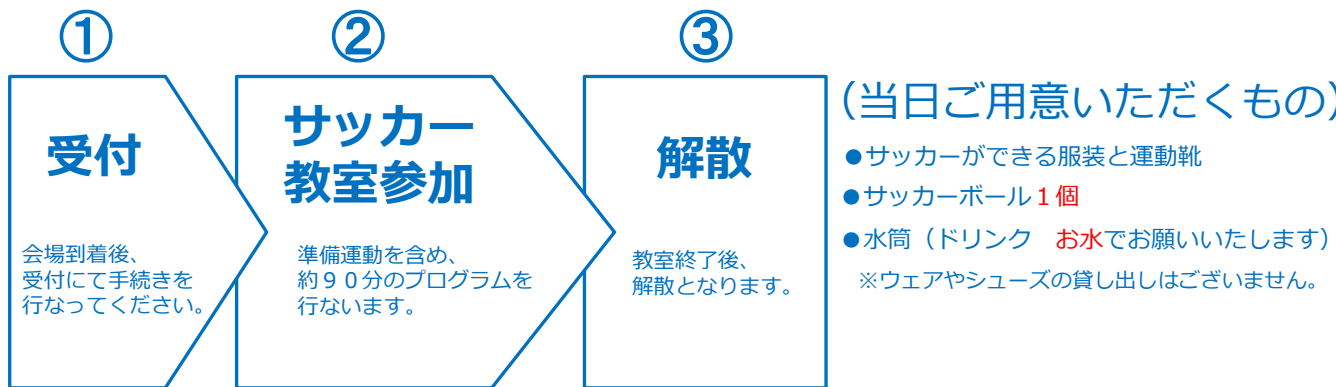 ①
受付
会場到着後、
受付にて手続きを
行なってください。
②
サッカー
教室参加
準備運動を含め、
約９０分のプログラムを
行ないます。
③
解散
教室終了後、
解散となります。
（当日ご用意いただくもの）
●サッカーができる服装と運動靴
●サッカーボール１個
●水筒（ドリンク　お水でお願いいたします）
※ウェアやシューズの貸し出しはございません。